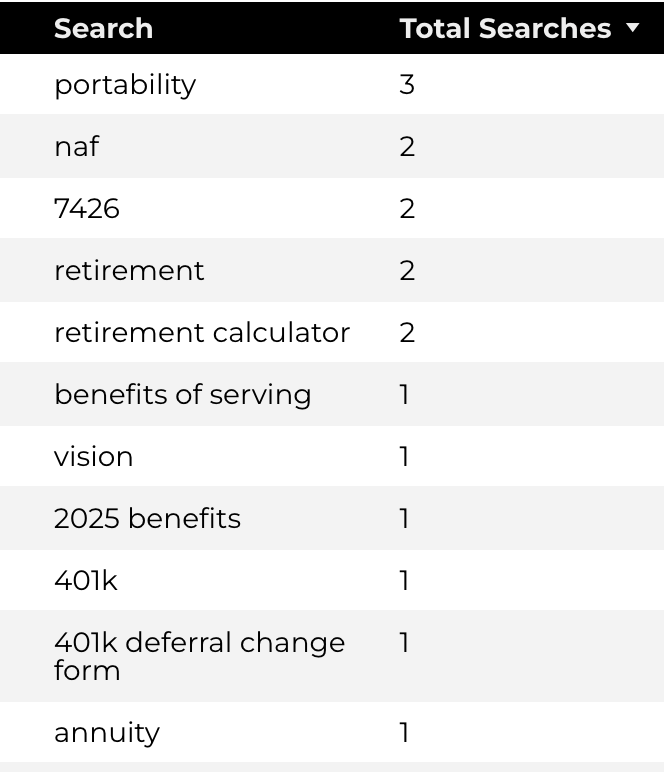 Search Total Searches ▼
portability 3
naf 2
7426 2
retirement 2
retirement calculator 2
benefits of serving 1
vision 1
2025 benefits 1
401k 1
401k deferral change 1
form
annuity 1